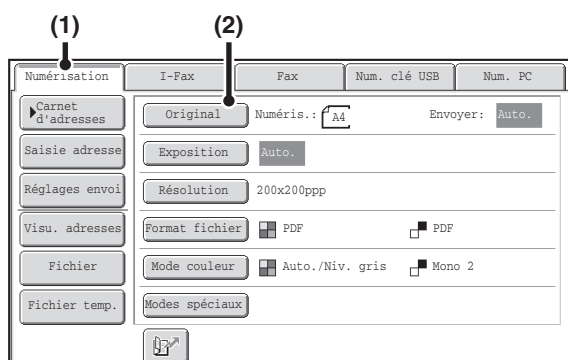 (1) (2)
Numérisation I-Fax Fax Num. clé USB Num. PC
Carnet d'adresses
Original Numéris.: A4 Envoyer: Auto.
Saisie adresse
Exposition Auto.
Réglages envoi
Résolution 200x200ppp
Visu. adresses
Format fichier PDF PDF
Fichier
Mode couleur Auto./Niv. gris Mono 2
Fichier temp.
Modes spéciaux